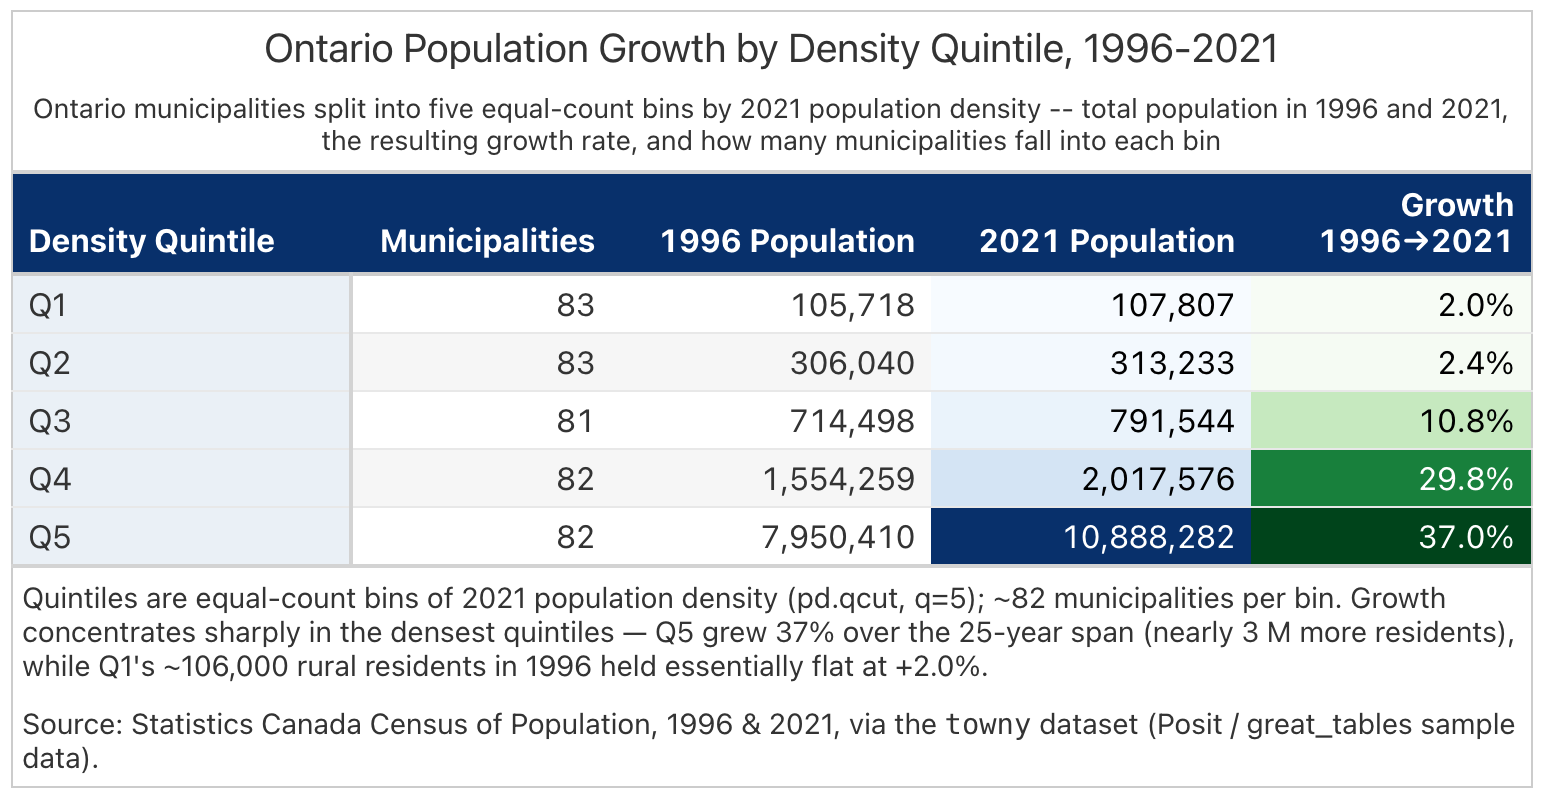 Ontario Population Growth by Density Quintile, 1996-2021
Ontario municipalities split into five equal-count bins by 2021 population density -- total population in 1996 and 2021,
the resulting growth rate, and how many municipalities fall into each bin
Density Quintile Municipalities 1996 Population 2021 Population Growth 1996→2021
Q1 83 105,718 107,807 2.0%
Q2 83 306,040 313,233 2.4%
Q3 81 714,498 791,544 10.8%
Q4 82 1,554,259 2,017,576 29.8%
Q5 82 7,950,410 10,888,282 37.0%
Quintiles are equal-count bins of 2021 population density (pd.qcut, q=5); ~82 municipalities per bin. Growth
concentrates sharply in the densest quintiles — Q5 grew 37% over the 25-year span (nearly 3 M more residents),
while Q1's ~106,000 rural residents in 1996 held essentially flat at +2.0%.
Source: Statistics Canada Census of Population, 1996 & 2021, via the towny dataset (Posit / great_tables sample
data).